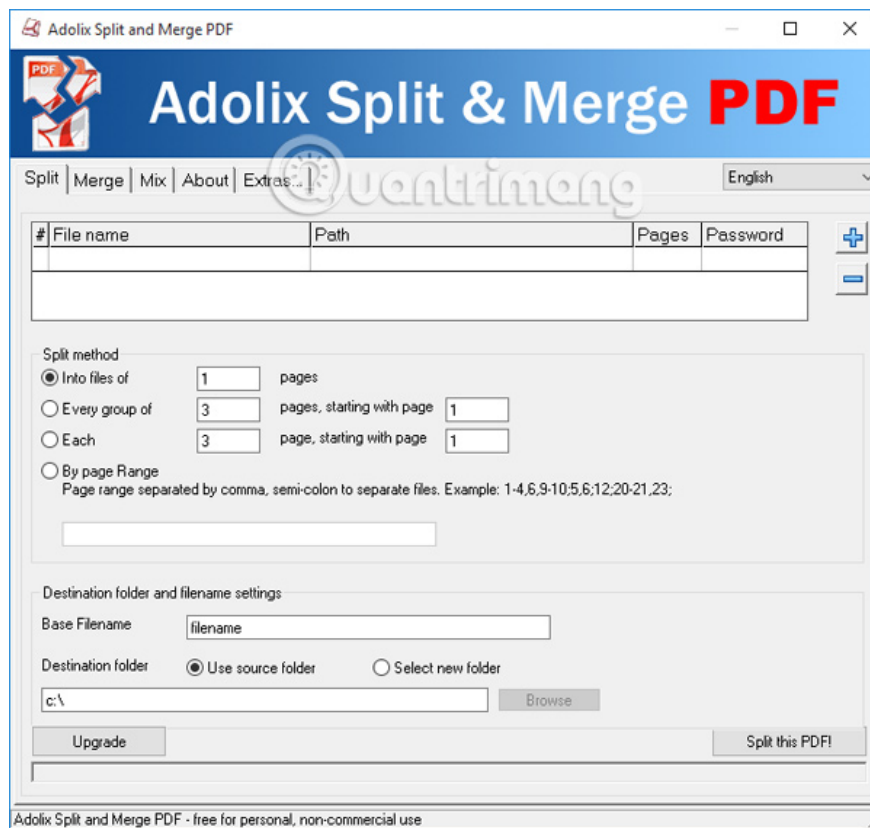 Adolix Split and Merge PDF
PDF
Adolix Split & Merge PDF
Split Merge Mix About Extras... English
Quantrimang
# File name Path Pages Password
Split method
Into files of 1 pages
Every group of 3 pages, starting with page 1
Each 3 page, starting with page 1
By page Range
Page range separated by comma, semi-colon to separate files. Example: 1-4,6,9-10;5,6;12;20-21,23;
Destination folder and filename settings
Base Filename filename
Destination folder Use source folder Select new folder
c:\ Browse
Upgrade Split this PDF!
Adolix Split and Merge PDF - free for personal, non-commercial use